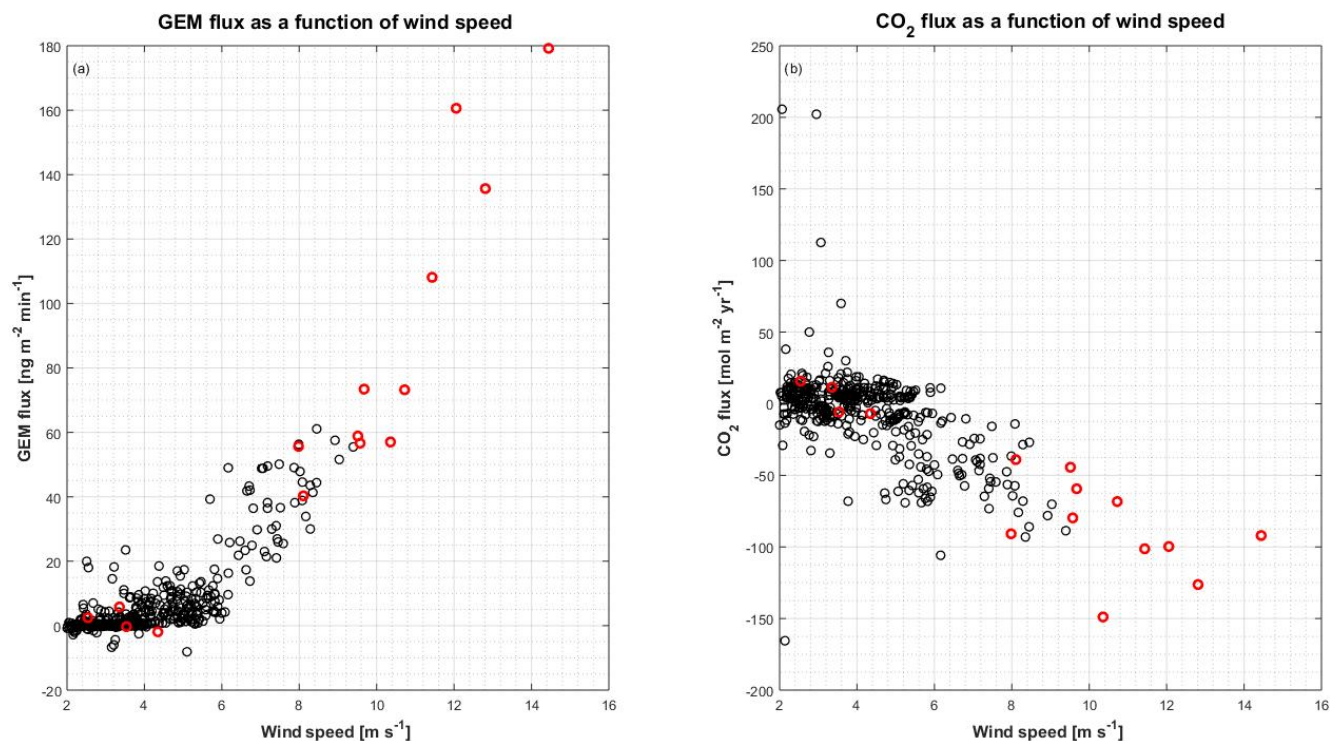 GEM flux as a function of wind speed
(a)
GEM flux [ng m⁻² min⁻¹]
180
160
140
120
100
80
60
40
20
0
-20
2 4 6 8 10 12 14 16
Wind speed [m s⁻¹]
CO₂ flux as a function of wind speed
(b)
CO₂ flux [mol m⁻² yr⁻¹]
250
200
150
100
50
0
-50
-100
-150
-200
2 4 6 8 10 12 14 16
Wind speed [m s⁻¹]